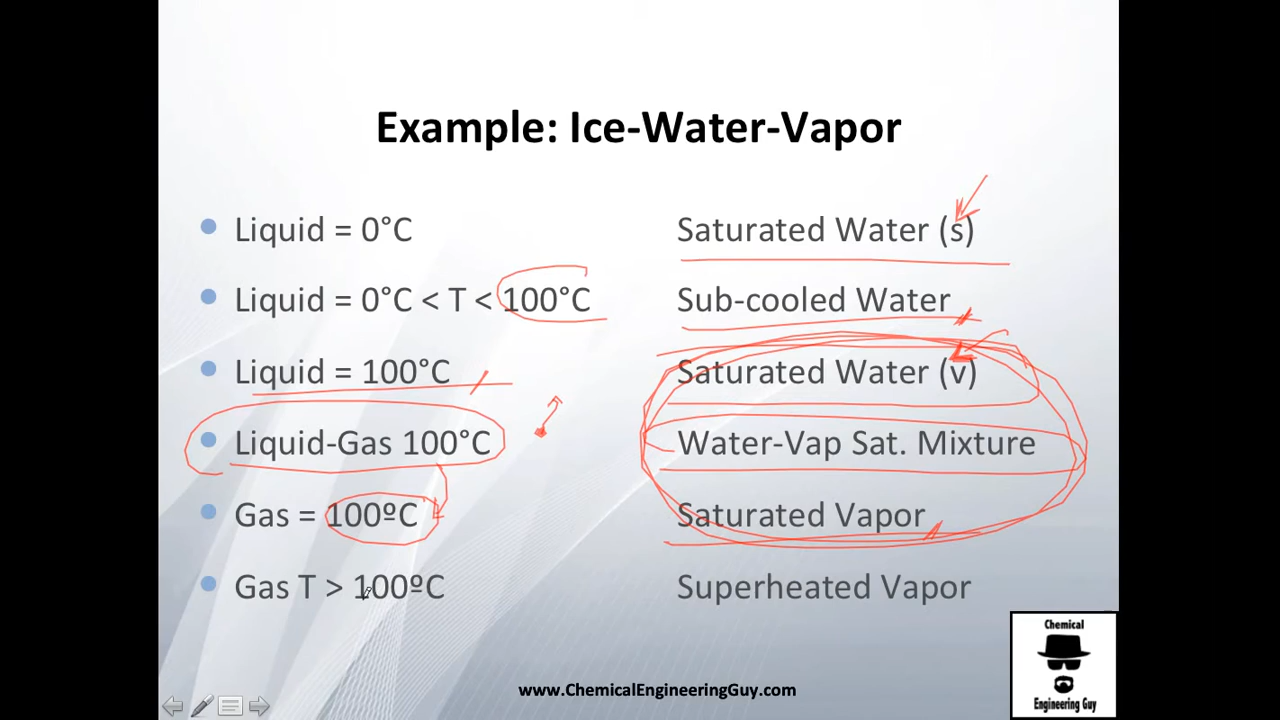 Example: Ice-Water-Vapor
Liquid = 0°C Saturated Water (s)
Liquid = 0°C < T < 100°C Sub-cooled Water
Liquid = 100°C Saturated Water (v)
Liquid-Gas 100°C Water-Vap Sat. Mixture
Gas = 100ºC Saturated Vapor
Gas T > 100ºC Superheated Vapor
www.ChemicalEngineeringGuy.com
Chemical
Engineering Guy